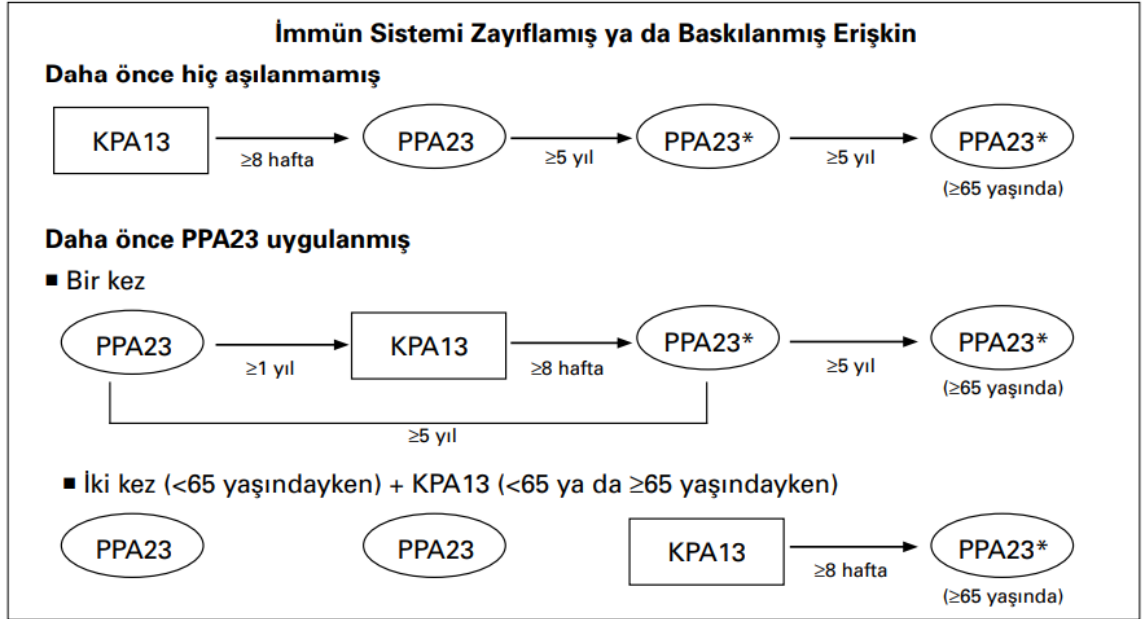 İmmün Sistemi Zayıflamış ya da Baskılanmış Erişkin
Daha önce hiç aşılanmamış
KPA13 ≥8 hafta PPA23 ≥5 yıl PPA23* ≥5 yıl PPA23*
(≥65 yaşında)
Daha önce PPA23 uygulanmış
■ Bir kez
PPA23 ≥1 yıl KPA13 ≥8 hafta PPA23* ≥5 yıl PPA23*
(≥65 yaşında)
≥5 yıl
■ İki kez (<65 yaşındayken) + KPA13 (<65 ya da ≥65 yaşındayken)
PPA23 PPA23 KPA13 ≥8 hafta PPA23*
(≥65 yaşında)